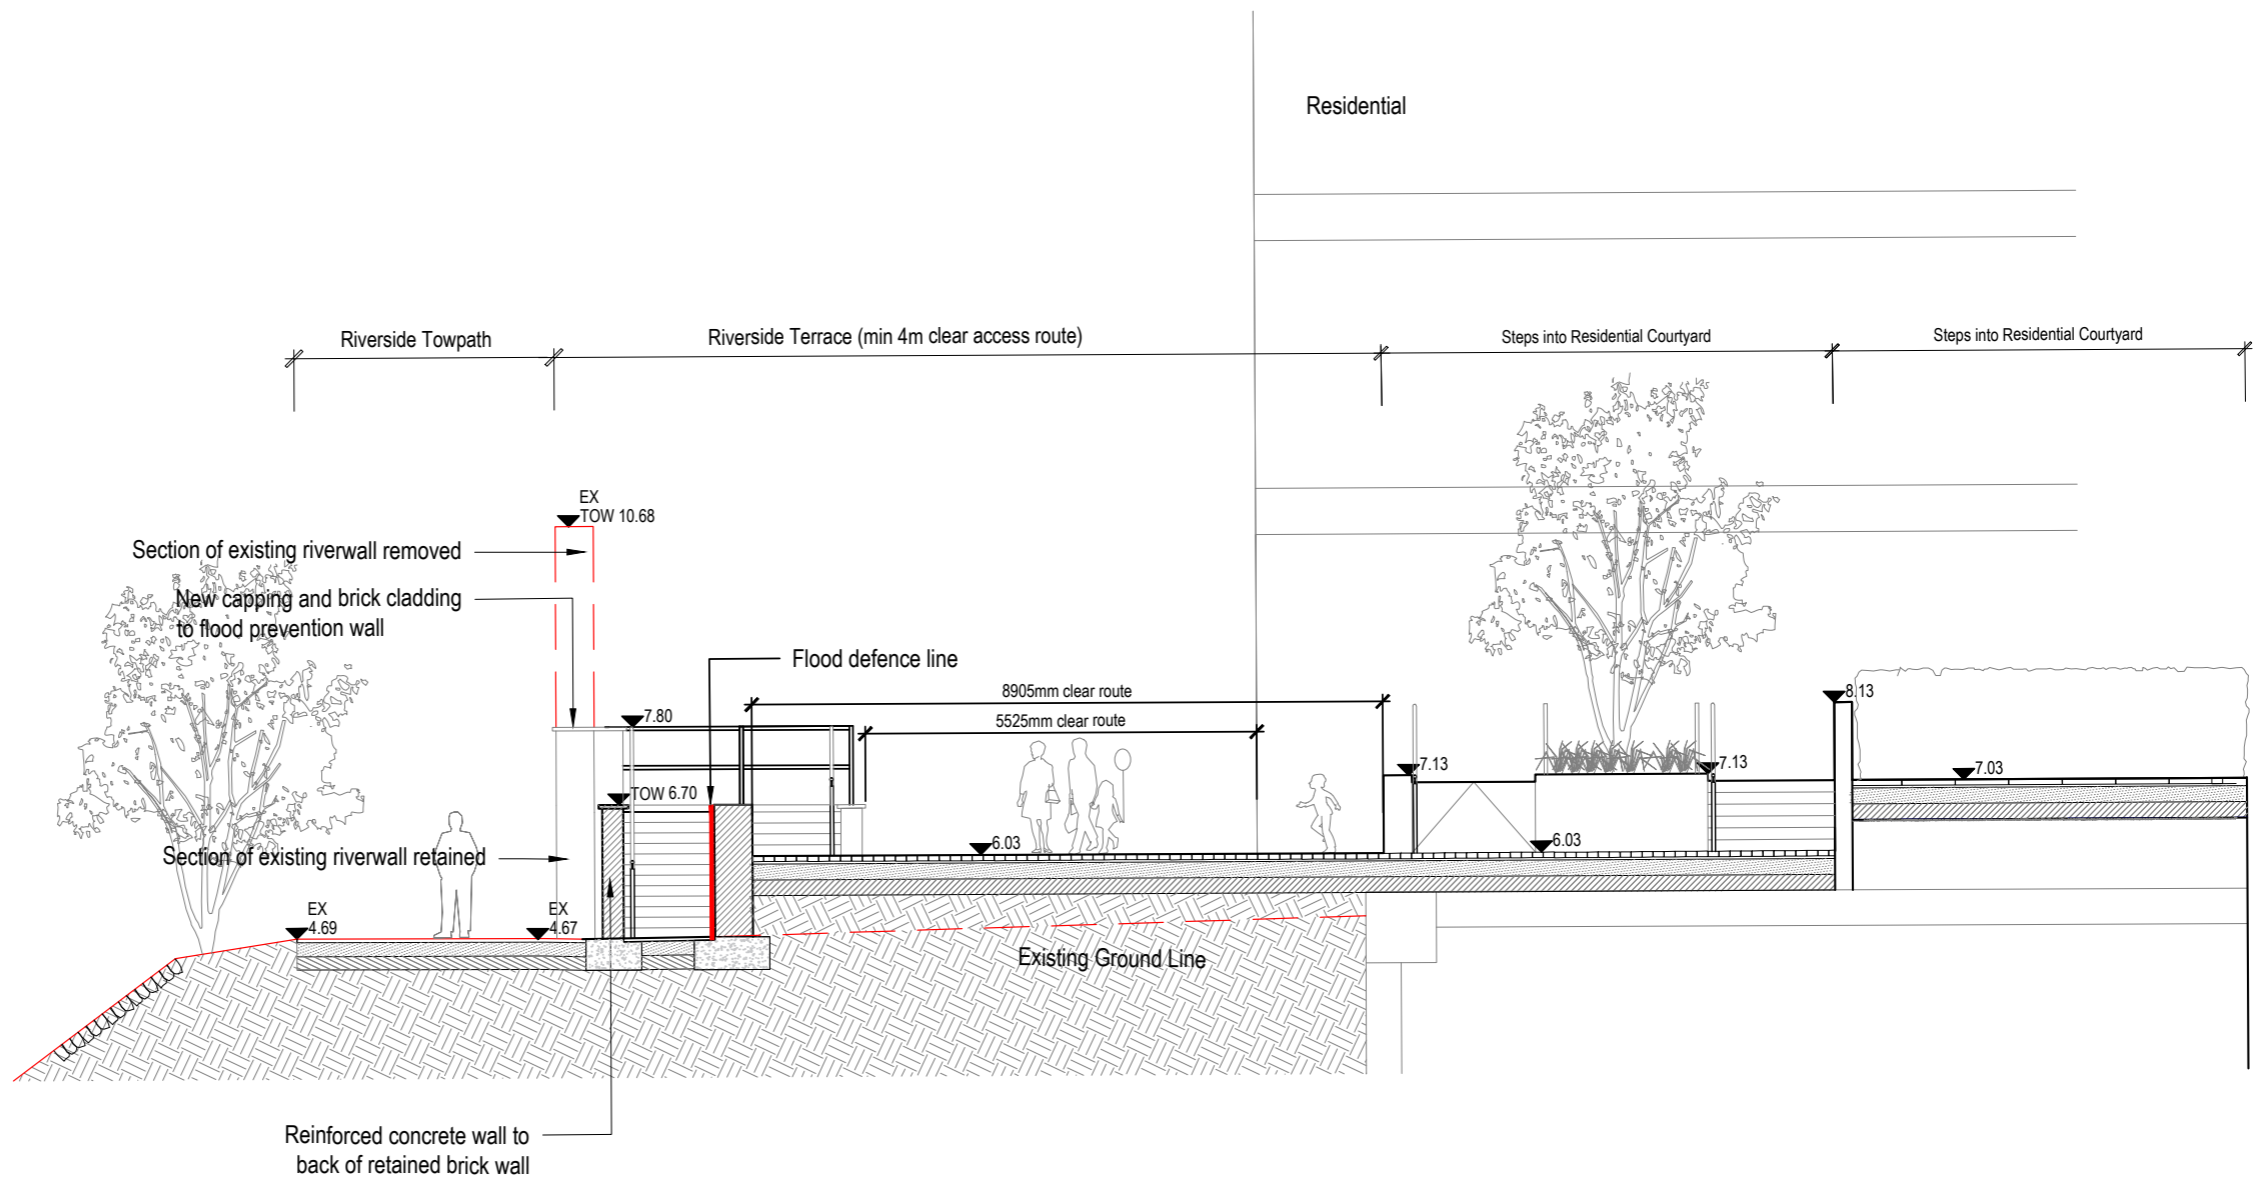 Residential
Riverside Towpath
Riverside Terrace (min 4m clear access route)
Steps into Residential Courtyard
Steps into Residential Courtyard
EX
TOW 10.68
Section of existing riverwall removed
New capping and brick cladding
to flood prevention wall
Flood defence line
8905mm clear route
5525mm clear route
7.80
8.13
7.13
7.13
7.03
TOW 6.70
6.03
6.03
Section of existing riverwall retained
EX
4.69
EX
4.67
Existing Ground Line
Reinforced concrete wall to
back of retained brick wall